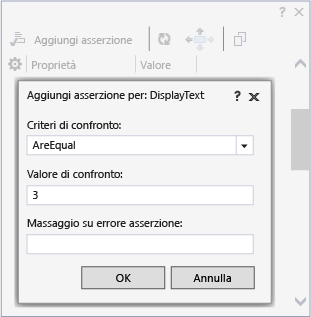 ? ×
Aggiungi asserzione
Proprietà Valore
Aggiungi asserzione per: DisplayText ? ×
Criteri di confronto:
AreEqual
Valore di confronto:
3
Massaggio su errore asserzione:
OK Annulla